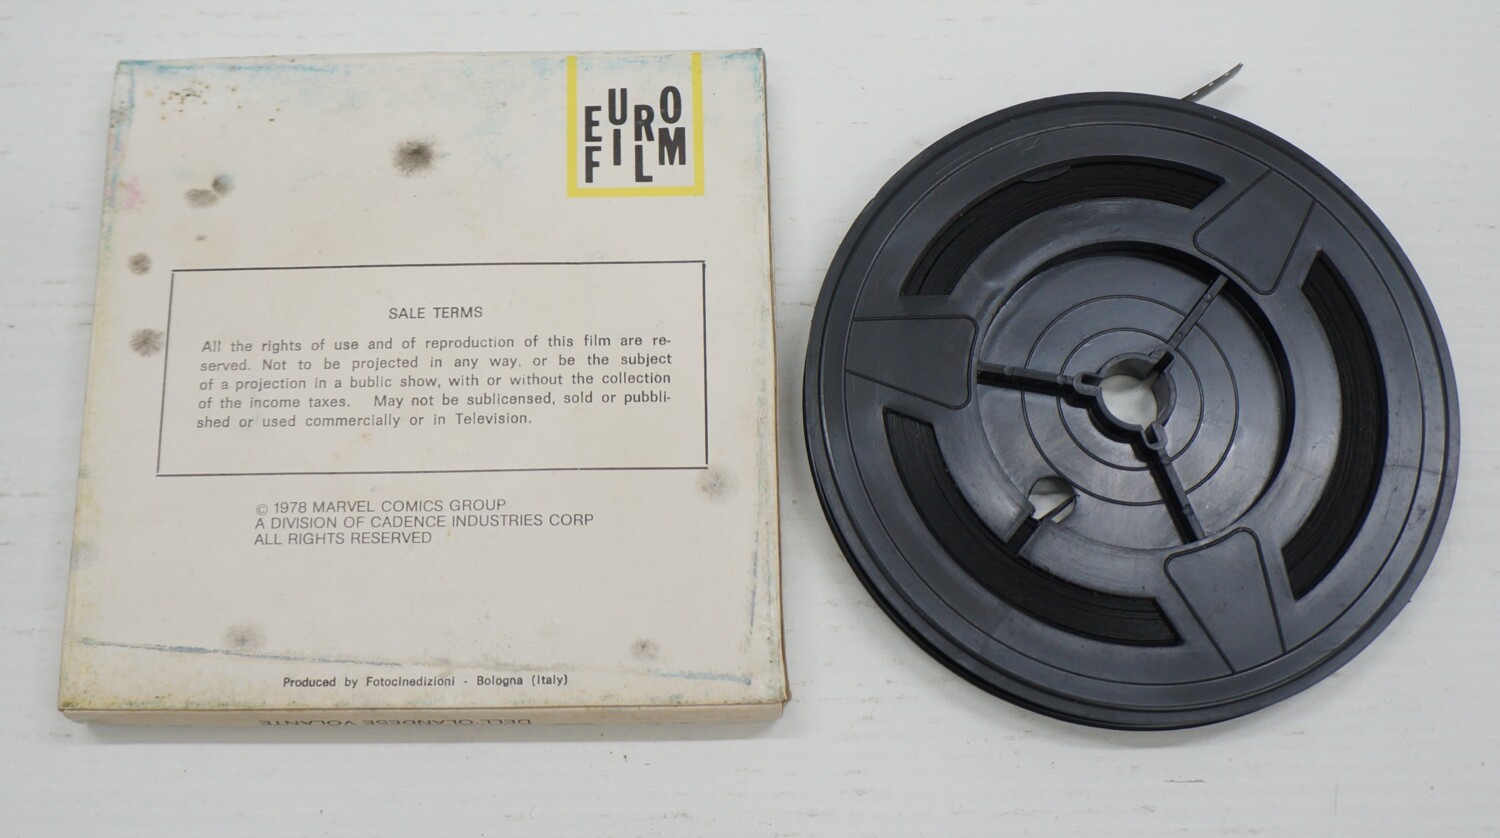 EURO
FILM
SALE TERMS
All the rights of use and of reproduction of this film are re-
served. Not to be projected in any way, or be the subject
of a projection in a bublic show, with or without the collection
of the income taxes. May not be sublicensed, sold or pubbli-
shed or used commercially or in Television.
© 1978 MARVEL COMICS GROUP
A DIVISION OF CADENCE INDUSTRIES CORP
ALL RIGHTS RESERVED
Produced by Fotocinedizioni - Bologna (Italy)
DELL'OLANDESE VOLANTE